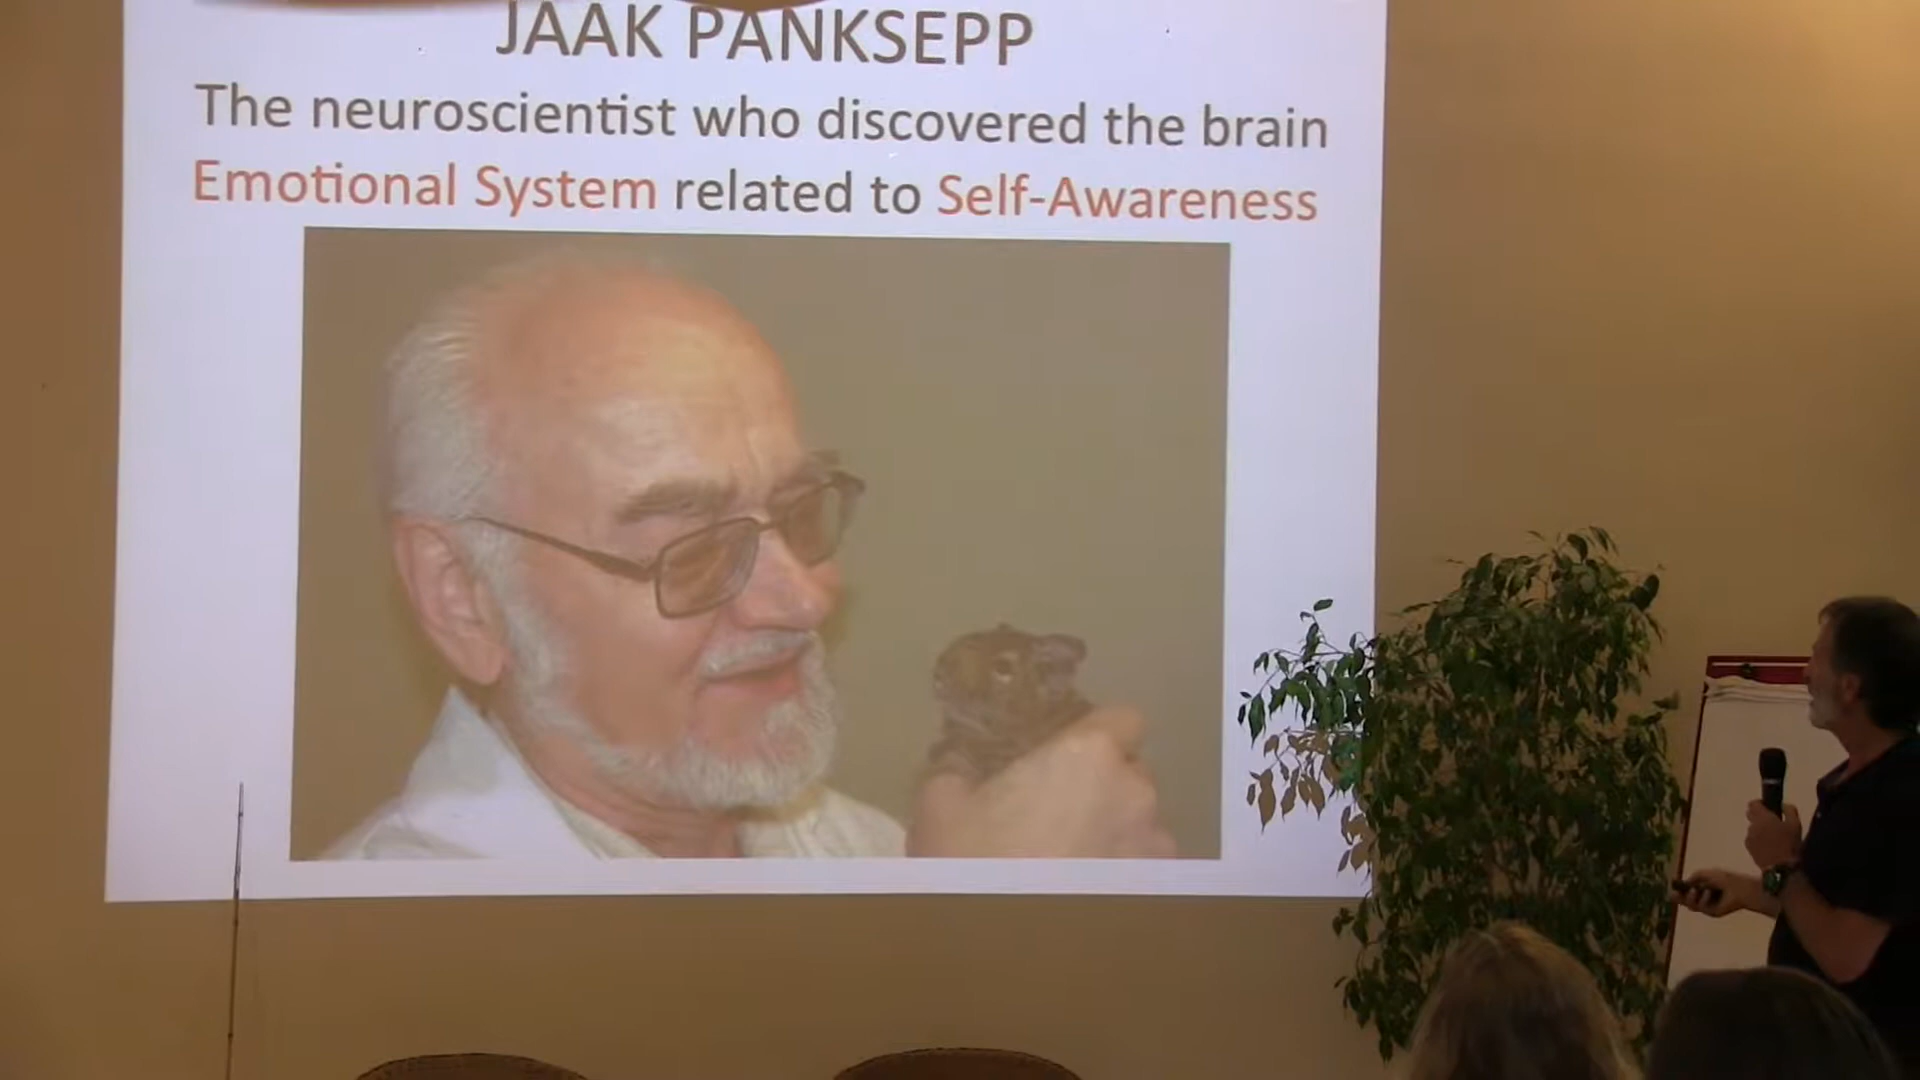 JAAK PANKSEPP
The neuroscientist who discovered the brain
Emotional System related to Self-Awareness